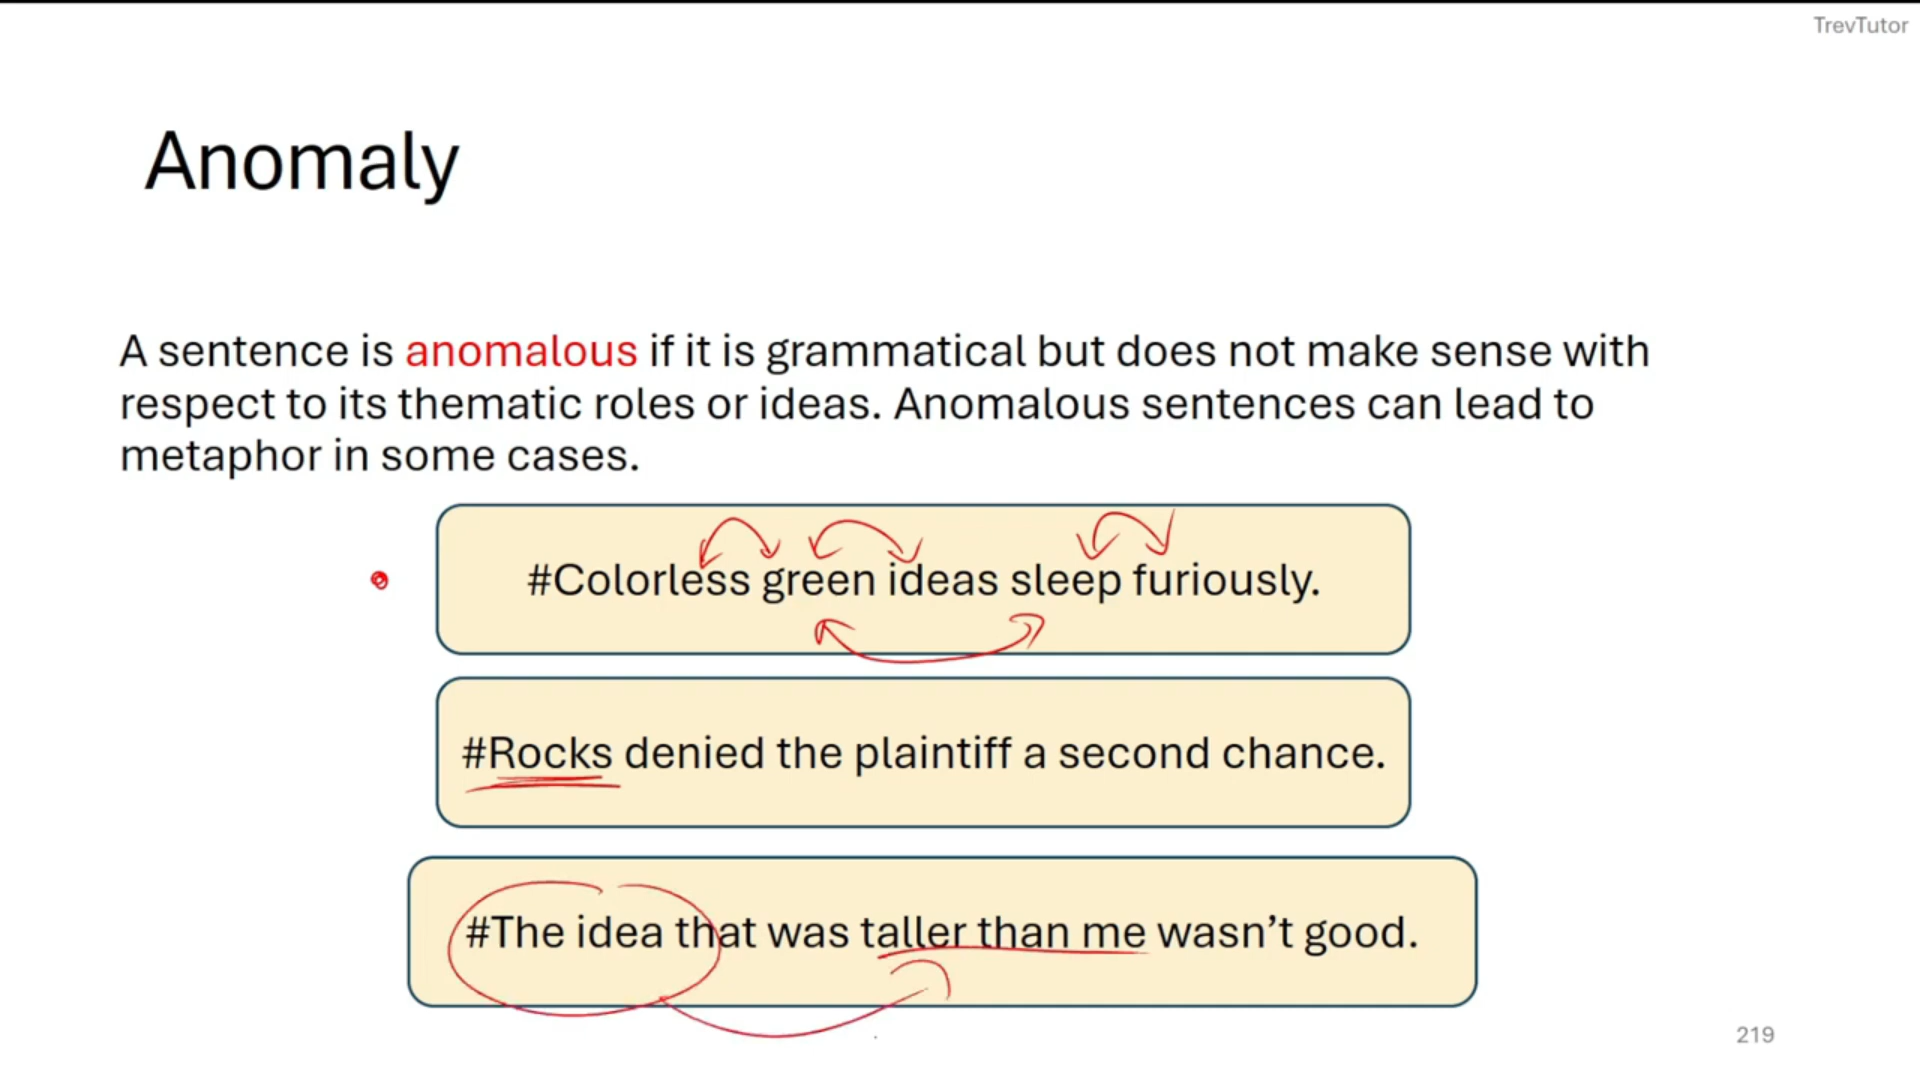 TrevTutor
Anomaly
A sentence is anomalous if it is grammatical but does not make sense with
respect to its thematic roles or ideas. Anomalous sentences can lead to
metaphor in some cases.
#Colorless green ideas sleep furiously.
#Rocks denied the plaintiff a second chance.
#The idea that was taller than me wasn’t good.
219